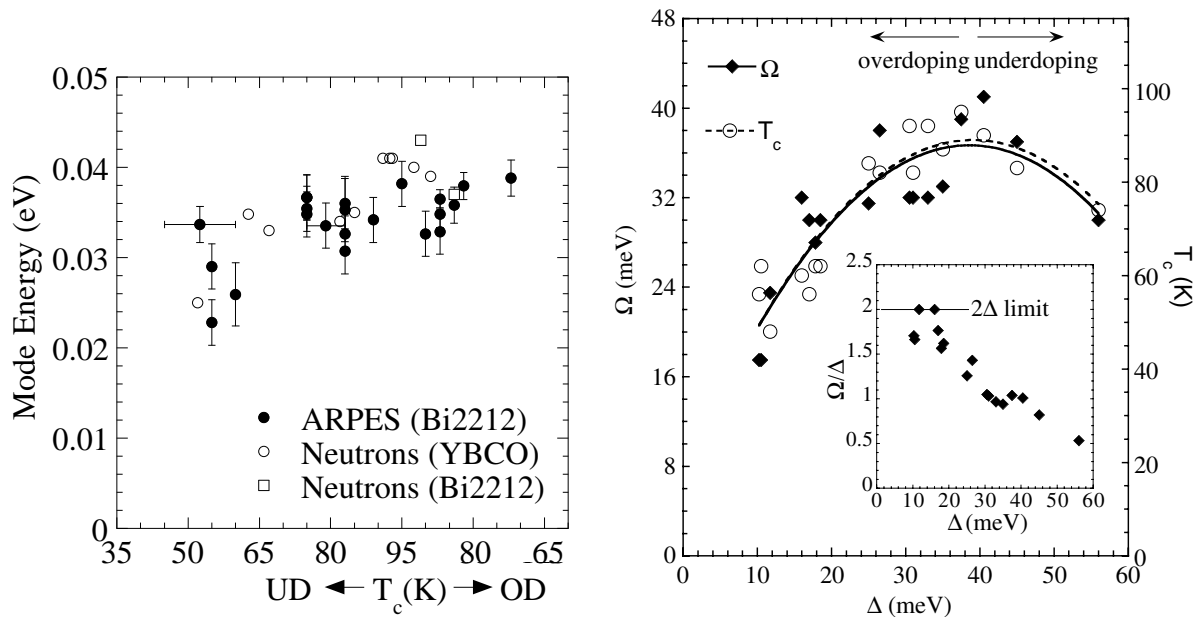 0.05
0.04
0.03
0.02
0.01
0
Mode Energy (eV)
ARPES (Bi2212)
Neutrons (YBCO)
Neutrons (Bi2212)
35 50 65 80 95 80 65
UD T_c(K) OD
48
40
32
24
16
8
0
Ω (meV)
Ω
T_c
overdoping underdoping
100
80
60
40
20
0
T_c (K)
2.5
2
1.5
1
0.5
0
Ω/Δ
2Δ limit
0 10 20 30 40 50 60
Δ (meV)
0 10 20 30 40 50 60
Δ (meV)